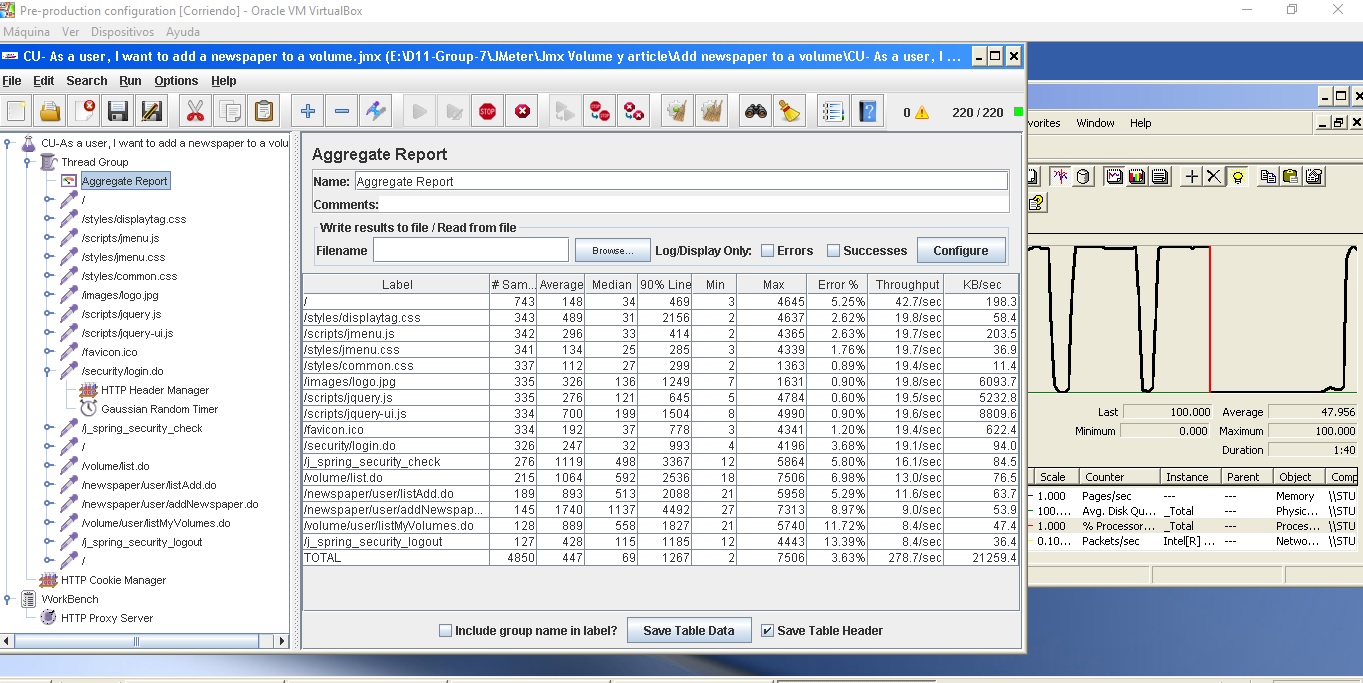 Pre-production configuration [Corriendo] - Oracle VM VirtualBox
Máquina Ver Dispositivos Ayuda
CU- As a user, I want to add a newspaper to a volume.jmx (E:\D11-Group-7\JMeter\Jmx Volume y article\Add newspaper to a volume\CU- As a user, I ...
File Edit Search Run Options Help
0 220 / 220
CU-As a user, I want to add a newspaper to a volu
Thread Group
Aggregate Report
/
/styles/displaytag.css
/scripts/jmenu.js
/styles/jmenu.css
/styles/common.css
/images/logo.jpg
/scripts/jquery.js
/scripts/jquery-ui.js
/favicon.ico
/security/login.do
HTTP Header Manager
Gaussian Random Timer
/j_spring_security_check
/
/volume/list.do
/newspaper/user/listAdd.do
/newspaper/user/addNewspaper.do
/volume/user/listMyVolumes.do
/j_spring_security_logout
/
HTTP Cookie Manager
WorkBench
HTTP Proxy Server
Aggregate Report
Name: Aggregate Report
Comments:
Write results to file / Read from file
Filename Browse... Log/Display Only: Errors Successes Configure
Label # Sam... Average Median 90% Line Min Max Error % Throughput KB/sec
/ 743 148 34 469 3 4645 5.25% 42.7/sec 198.3
/styles/displaytag.css 343 489 31 2156 2 4637 2.62% 19.8/sec 58.4
/scripts/jmenu.js 342 296 33 414 2 4365 2.63% 19.7/sec 203.5
/styles/jmenu.css 341 134 25 285 3 4339 1.76% 19.7/sec 36.9
/styles/common.css 337 112 27 299 2 1363 0.89% 19.4/sec 11.4
/images/logo.jpg 335 326 136 1249 7 1631 0.90% 19.8/sec 6093.7
/scripts/jquery.js 335 276 121 645 5 4784 0.60% 19.5/sec 5232.8
/scripts/jquery-ui.js 334 700 199 1504 8 4990 0.90% 19.6/sec 8809.6
/favicon.ico 334 192 37 778 3 4341 1.20% 19.4/sec 622.4
/security/login.do 326 247 32 993 4 4196 3.68% 19.1/sec 94.0
/j_spring_security_check 276 1119 498 3367 12 5864 5.80% 16.1/sec 84.5
/volume/list.do 215 1064 592 2536 18 7506 6.98% 13.0/sec 76.5
/newspaper/user/listAdd.do 189 893 513 2088 21 5958 5.29% 11.6/sec 63.7
/newspaper/user/addNewspap... 145 1740 1137 4492 27 7313 8.97% 9.0/sec 53.9
/volume/user/listMyVolumes.do 128 889 558 1827 21 5740 11.72% 8.4/sec 47.4
/j_spring_security_logout 127 428 115 1185 12 4443 13.39% 8.4/sec 36.4
TOTAL 4850 447 69 1267 2 7506 3.63% 278.7/sec 21259.4
Include group name in label? Save Table Data Save Table Header
vorites Window Help
Last 100.000 Average 47.956
Minimum 0.000 Maximum 100.000
Duration 1:40
Scale Counter Instance Parent Object Comp
1.000 Pages/sec --- --- Memory \\STU
100.... Avg. Disk Qu... _Total --- Physic... \\STU
1.000 % Processor... _Total --- Proces... \\STU
0.10... Packets/sec Intel[R] ... --- Netwo... \\STU